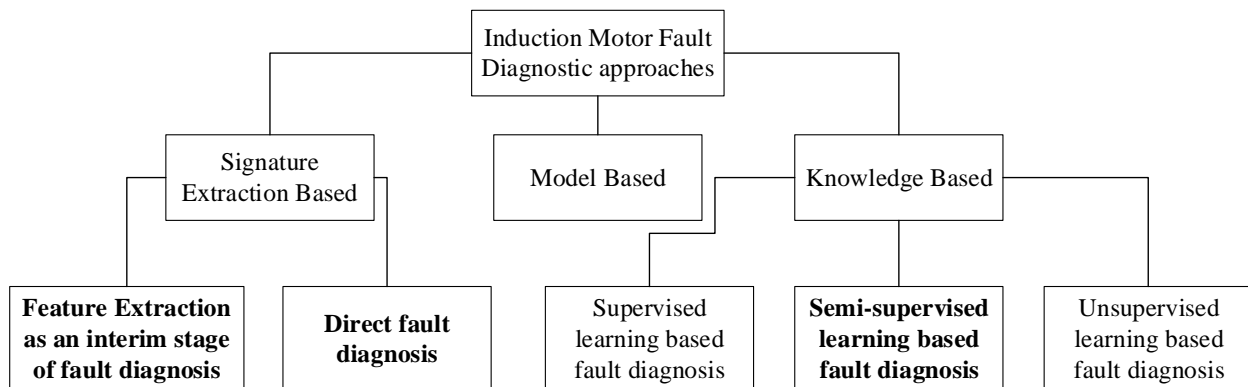 Induction Motor Fault
Diagnostic approaches
Signature
Extraction Based
Model Based
Knowledge Based
Feature Extraction
as an interim stage
of fault diagnosis
Direct fault
diagnosis
Supervised
learning based
fault diagnosis
Semi-supervised
learning based
fault diagnosis
Unsupervised
learning based
fault diagnosis